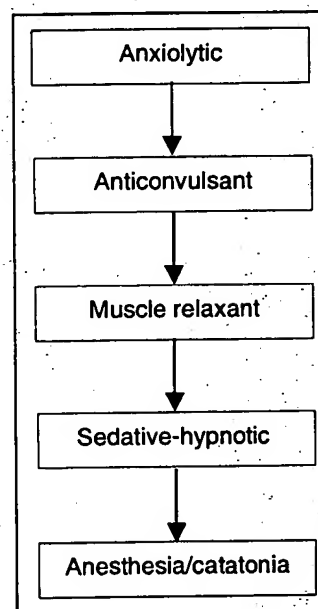 Anxiolytic
Anticonvulsant
Muscle relaxant
Sedative-hypnotic
Anesthesia/catatonia